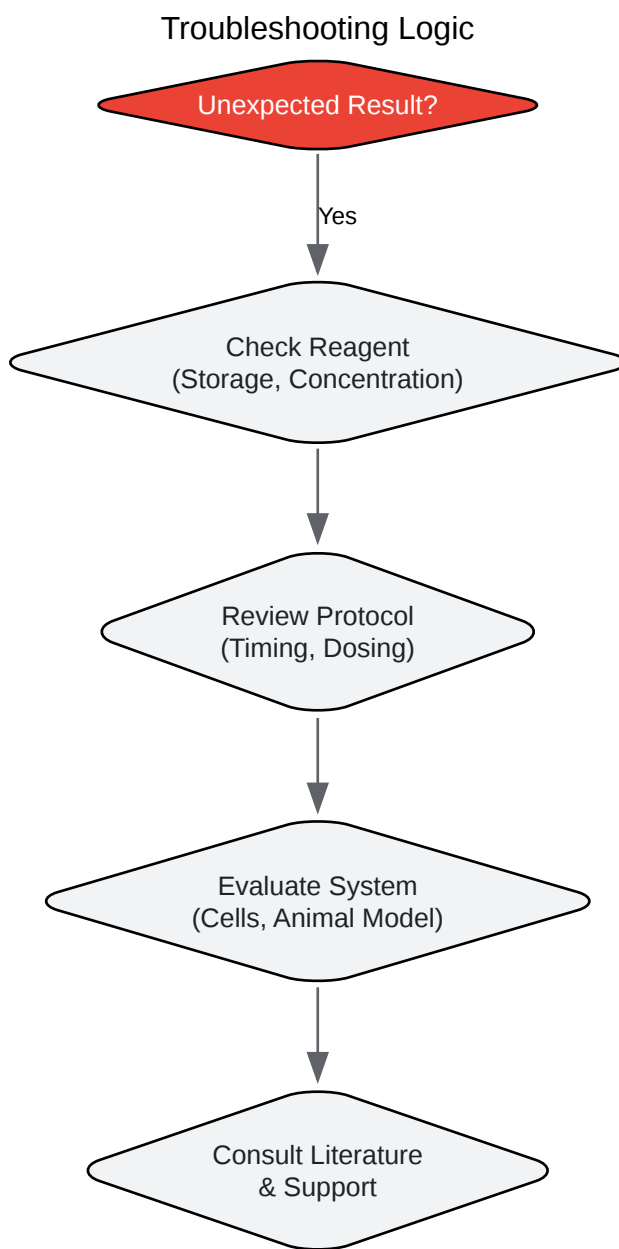 Troubleshooting Logic
Unexpected Result?
Yes
Check Reagent
(Storage, Concentration)
Review Protocol
(Timing, Dosing)
Evaluate System
(Cells, Animal Model)
Consult Literature
& Support